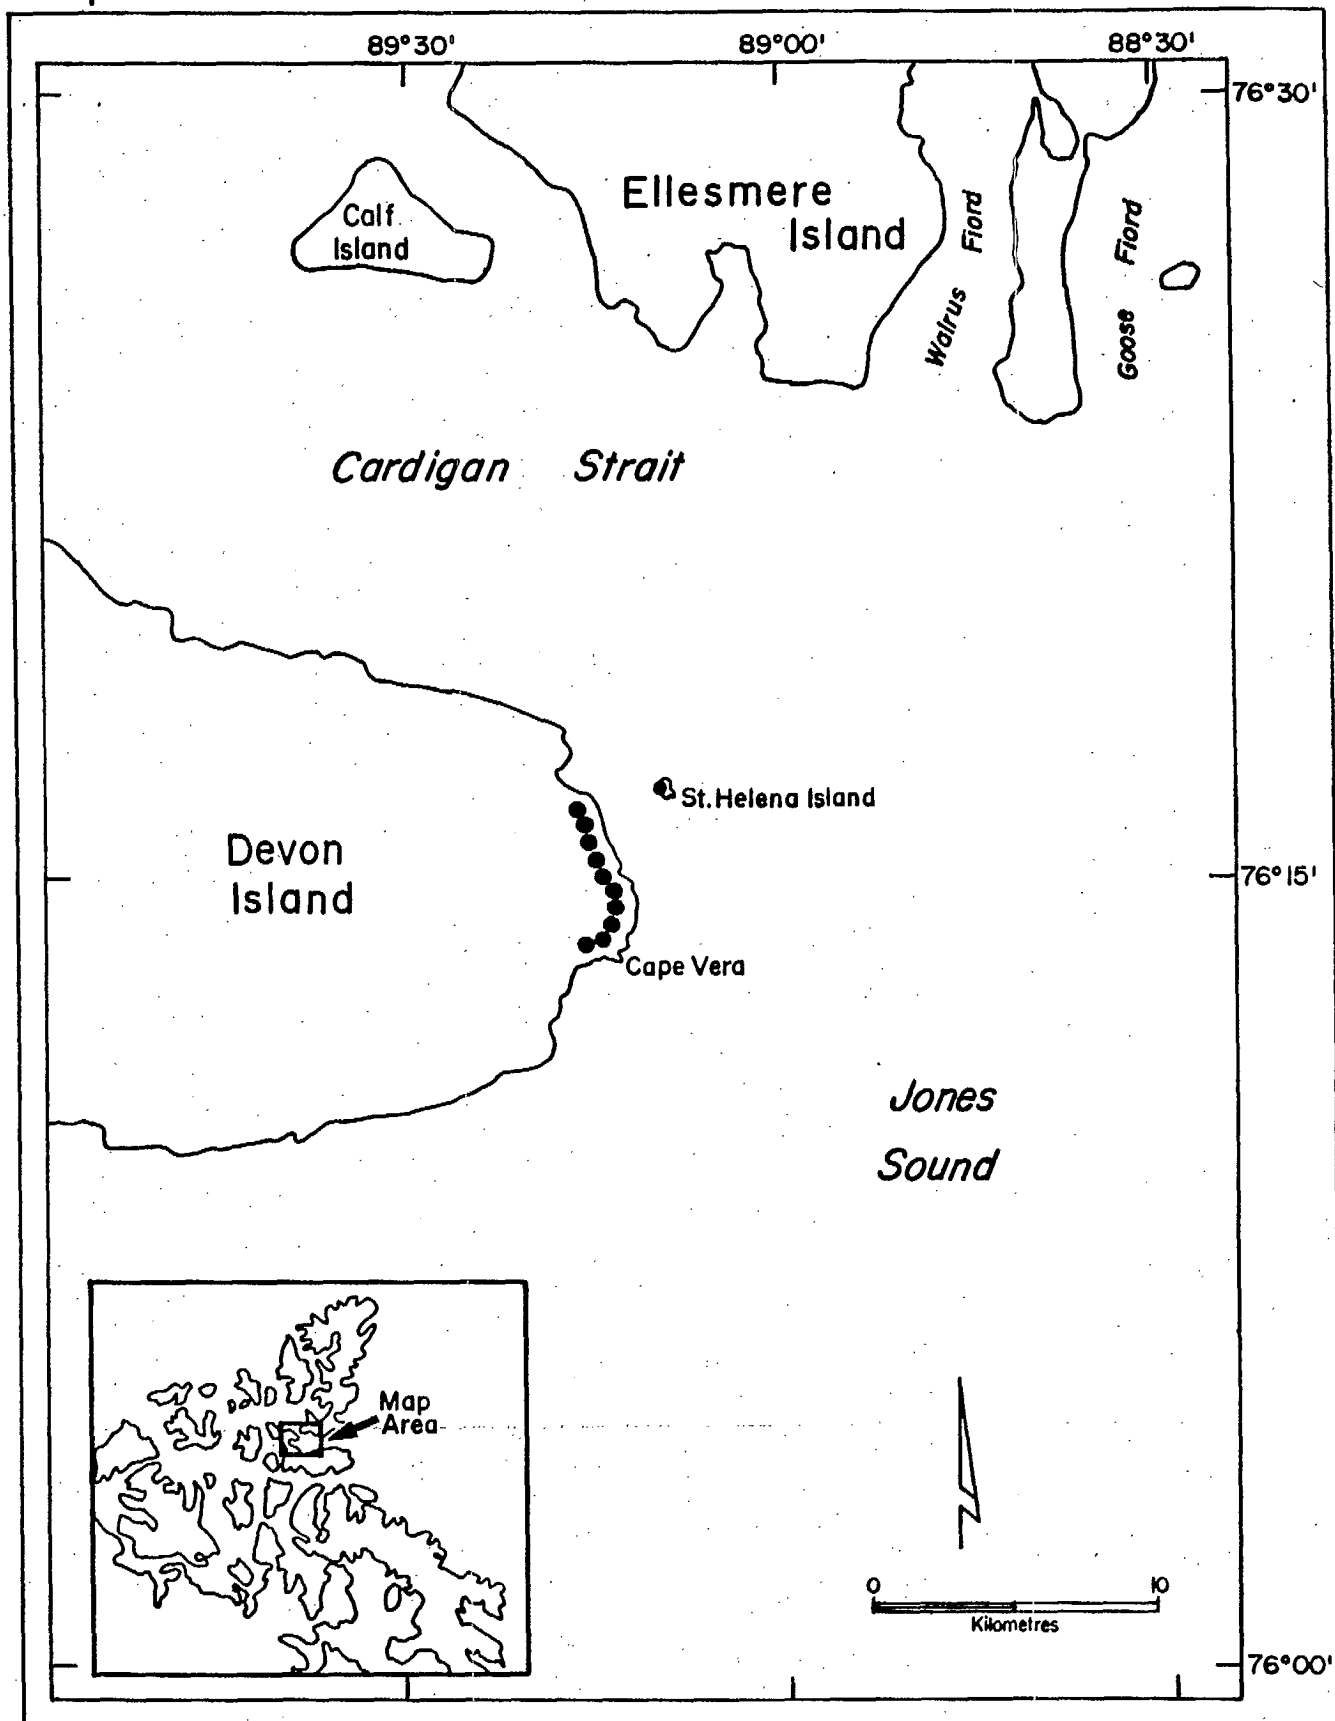 89°30'
89°00'
88°30'
76°30'
Calf
Island
Ellesmere
Island
Walrus Fiord
Goose Fiord
Cardigan Strait
St. Helena Island
Devon
Island
76°15'
Cape Vera
Jones
Sound
Map
Area
0 10
Kilometres
76°00'